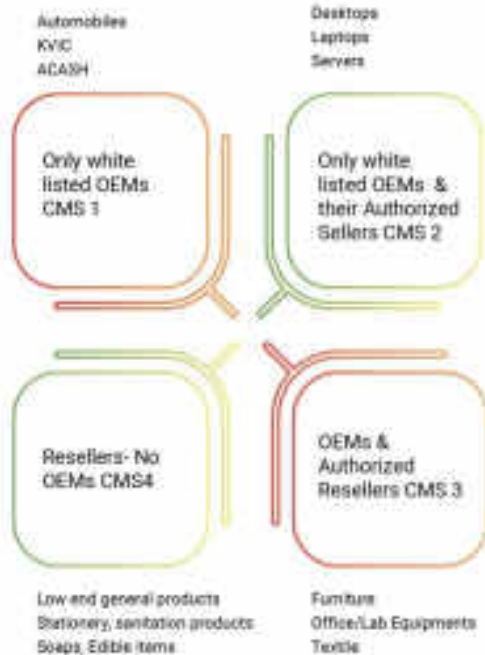 Automobiles
KVIC
ACASH
Desktops
Laptops
Servers
Only white
listed OEMs
CMS 1
Only white
listed OEMs &
their Authorized
Sellers CMS 2
Resellers- No
OEMs CMS4
OEMs &
Authorized
Resellers CMS 3
Low end general products
Stationery, sanitation products
Soaps, Edible items
Furniture
Office/Lab Equipments
Textile